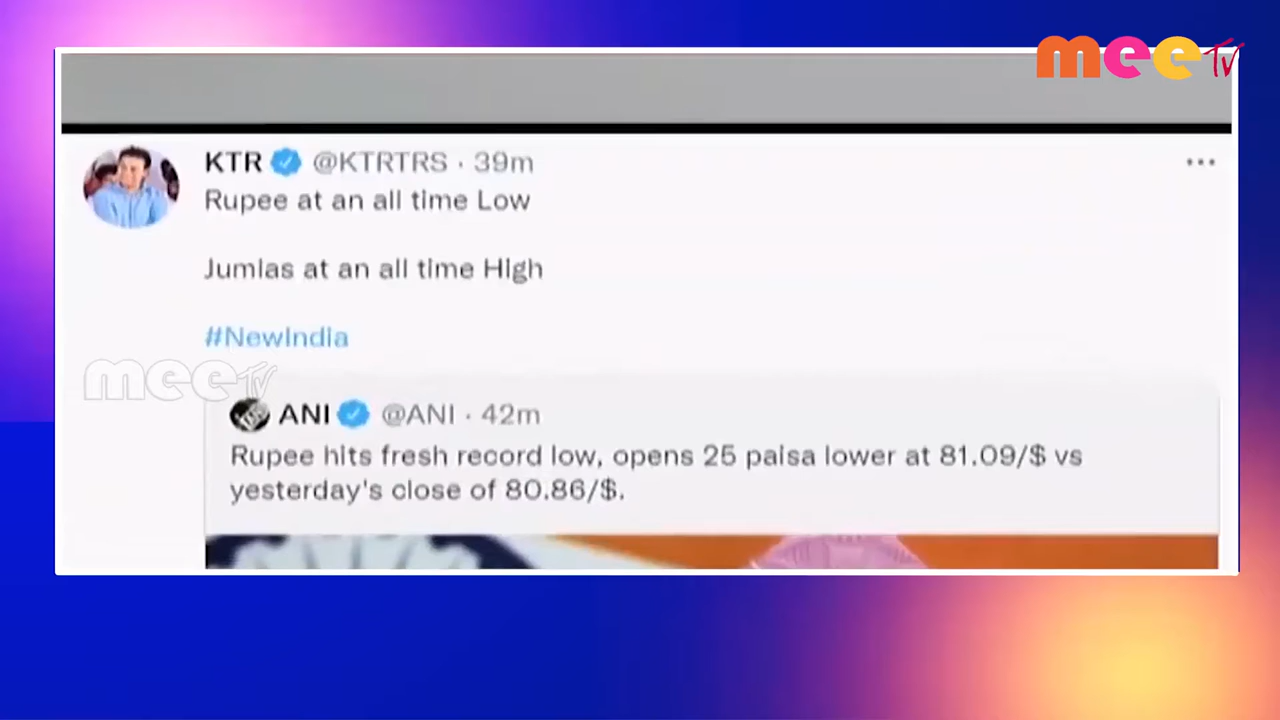 mee TV
KTR @KTRTRS · 39m
Rupee at an all time Low
Jumlas at an all time High
#NewIndia
mee TV
ANI @ANI · 42m
Rupee hits fresh record low, opens 25 paisa lower at 81.09/$ vs
yesterday's close of 80.86/$.